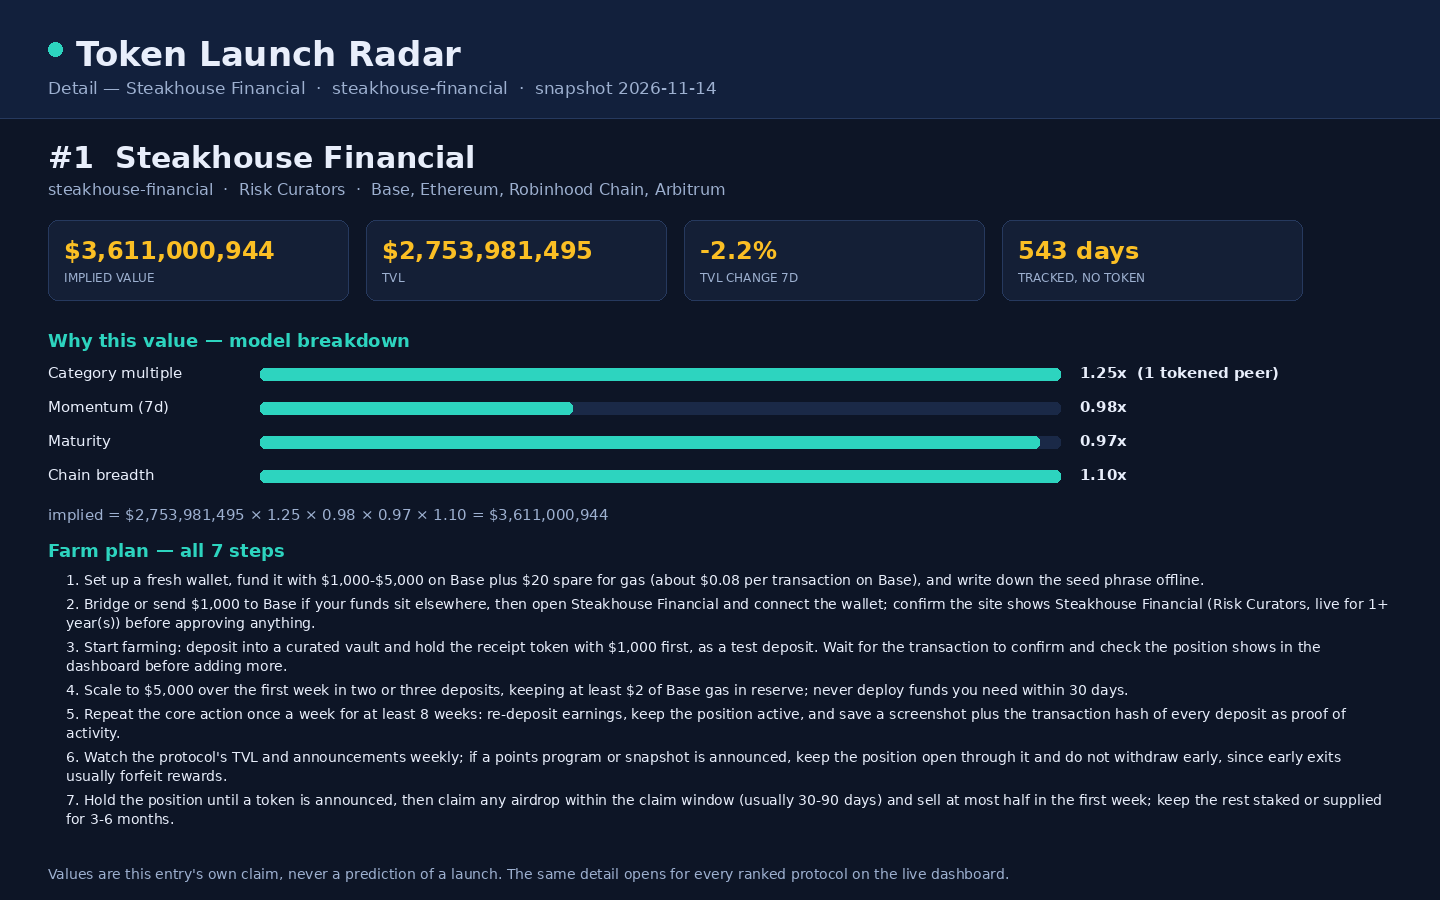 Token Launch Radar
Detail — Steakhouse Financial · steakhouse-financial · snapshot 2026-11-14
#1 Steakhouse Financial
steakhouse-financial · Risk Curators · Base, Ethereum, Robinhood Chain, Arbitrum
$3,611,000,944
IMPLIED VALUE
$2,753,981,495
TVL
-2.2%
TVL CHANGE 7D
543 days
TRACKED, NO TOKEN
Why this value — model breakdown
Category multiple 1.25x (1 tokened peer)
Momentum (7d) 0.98x
Maturity 0.97x
Chain breadth 1.10x
implied = $2,753,981,495 × 1.25 × 0.98 × 0.97 × 1.10 = $3,611,000,944
Farm plan — all 7 steps
1. Set up a fresh wallet, fund it with $1,000-$5,000 on Base plus $20 spare for gas (about $0.08 per transaction on Base), and write down the seed phrase offline.
2. Bridge or send $1,000 to Base if your funds sit elsewhere, then open Steakhouse Financial and connect the wallet; confirm the site shows Steakhouse Financial (Risk Curators, live for 1+
year(s)) before approving anything.
3. Start farming: deposit into a curated vault and hold the receipt token with $1,000 first, as a test deposit. Wait for the transaction to confirm and check the position shows in the
dashboard before adding more.
4. Scale to $5,000 over the first week in two or three deposits, keeping at least $2 of Base gas in reserve; never deploy funds you need within 30 days.
5. Repeat the core action once a week for at least 8 weeks: re-deposit earnings, keep the position active, and save a screenshot plus the transaction hash of every deposit as proof of
activity.
6. Watch the protocol's TVL and announcements weekly; if a points program or snapshot is announced, keep the position open through it and do not withdraw early, since early exits
usually forfeit rewards.
7. Hold the position until a token is announced, then claim any airdrop within the claim window (usually 30-90 days) and sell at most half in the first week; keep the rest staked or supplied
for 3-6 months.
Values are this entry's own claim, never a prediction of a launch. The same detail opens for every ranked protocol on the live dashboard.